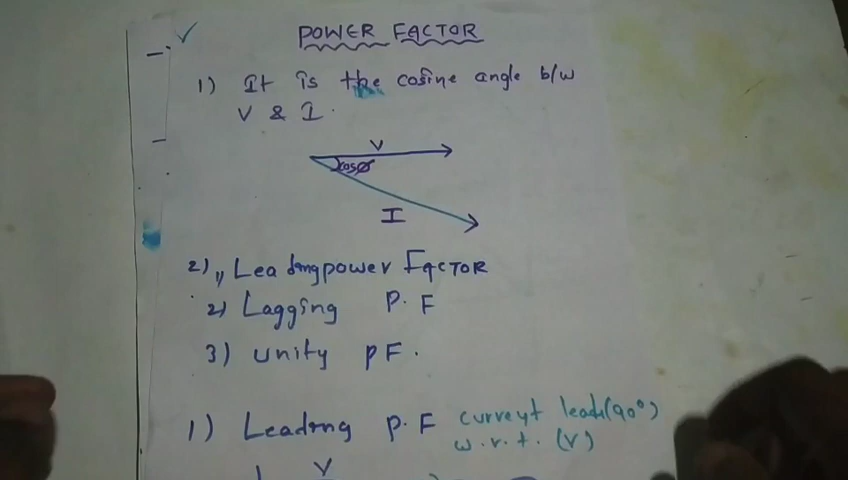 POWER FACTOR
1) It is the cosine angle b/w
V & I.
V
cosø
I
2) 1) Leading power FacTOR
2) Lagging P.F
3) unity PF.
1) Leading P.F current leads (90°)
w.r.t. (V)
V